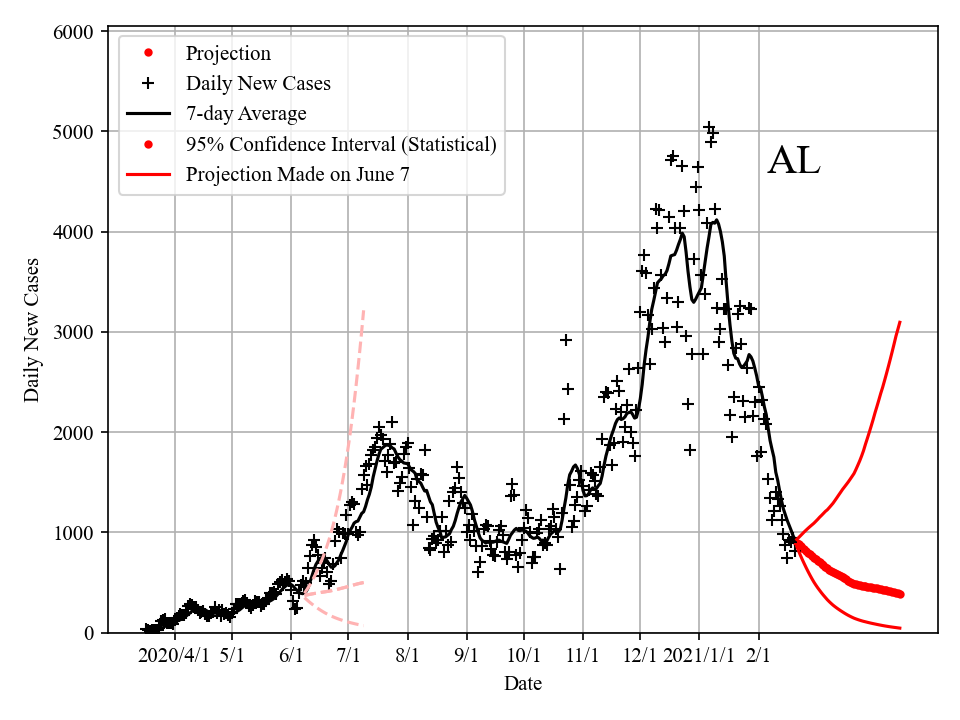 6000
5000
4000
3000
2000
1000
0
Daily New Cases
Projection
Daily New Cases
7-day Average
95% Confidence Interval (Statistical)
Projection Made on June 7
AL
2020/4/1 5/1 6/1 7/1 8/1 9/1 10/1 11/1 12/1 2021/1/1 2/1
Date